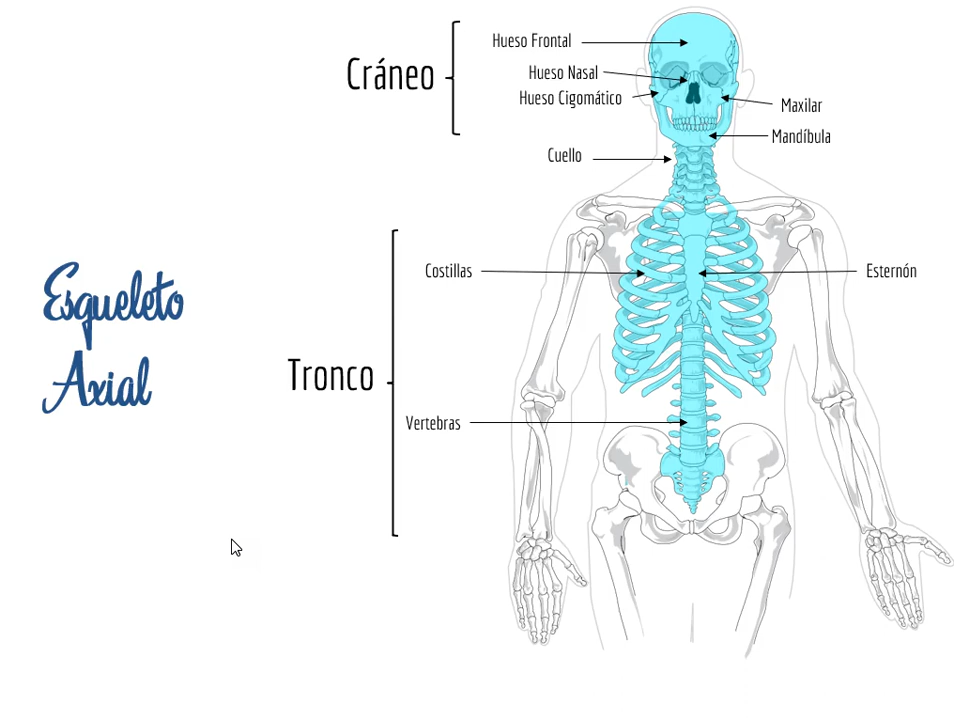 Esqueleto
Axial
Cráneo
Hueso Frontal
Hueso Nasal
Hueso Cigomático
Maxilar
Mandíbula
Cuello
Tronco
Costillas
Esternón
Vertebras